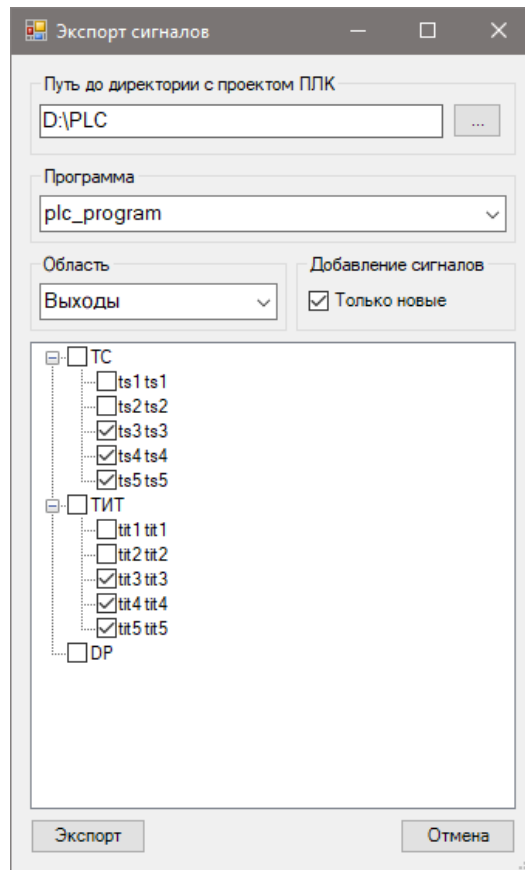 Экспорт сигналов
Путь до директории с проектом ПЛК
D:\PLC
...
Программа
plc_program
Область
Добавление сигналов
Выходы
Только новые
ТС
ts1 ts1
ts2 ts2
ts3 ts3
ts4 ts4
ts5 ts5
ТИТ
tit1 tit1
tit2 tit2
tit3 tit3
tit4 tit4
tit5 tit5
DP
Экспорт
Отмена